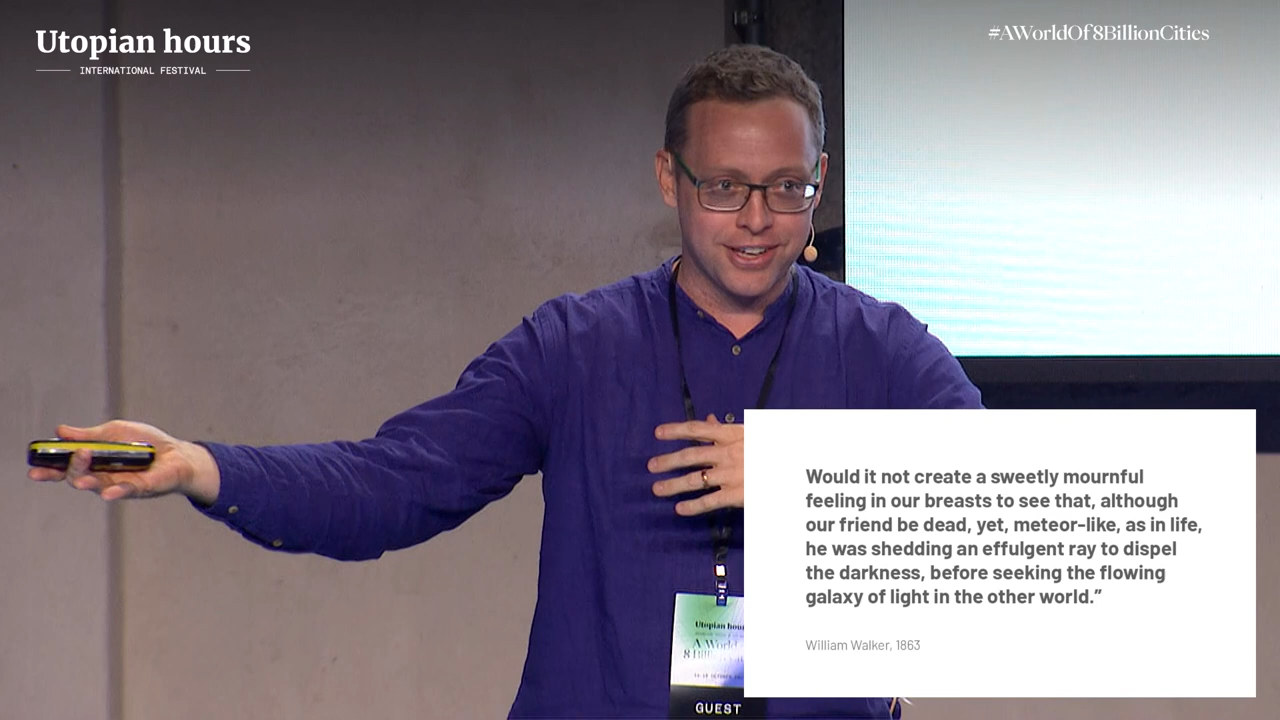 Utopian hours
INTERNATIONAL FESTIVAL
#AWorldOf8BillionCities
Would it not create a sweetly mournful
feeling in our breasts to see that, although
our friend be dead, yet, meteor-like, as in life,
he was shedding an effulgent ray to dispel
the darkness, before seeking the flowing
galaxy of light in the other world.”
William Walker, 1863
Utopian hou
A World
GUEST